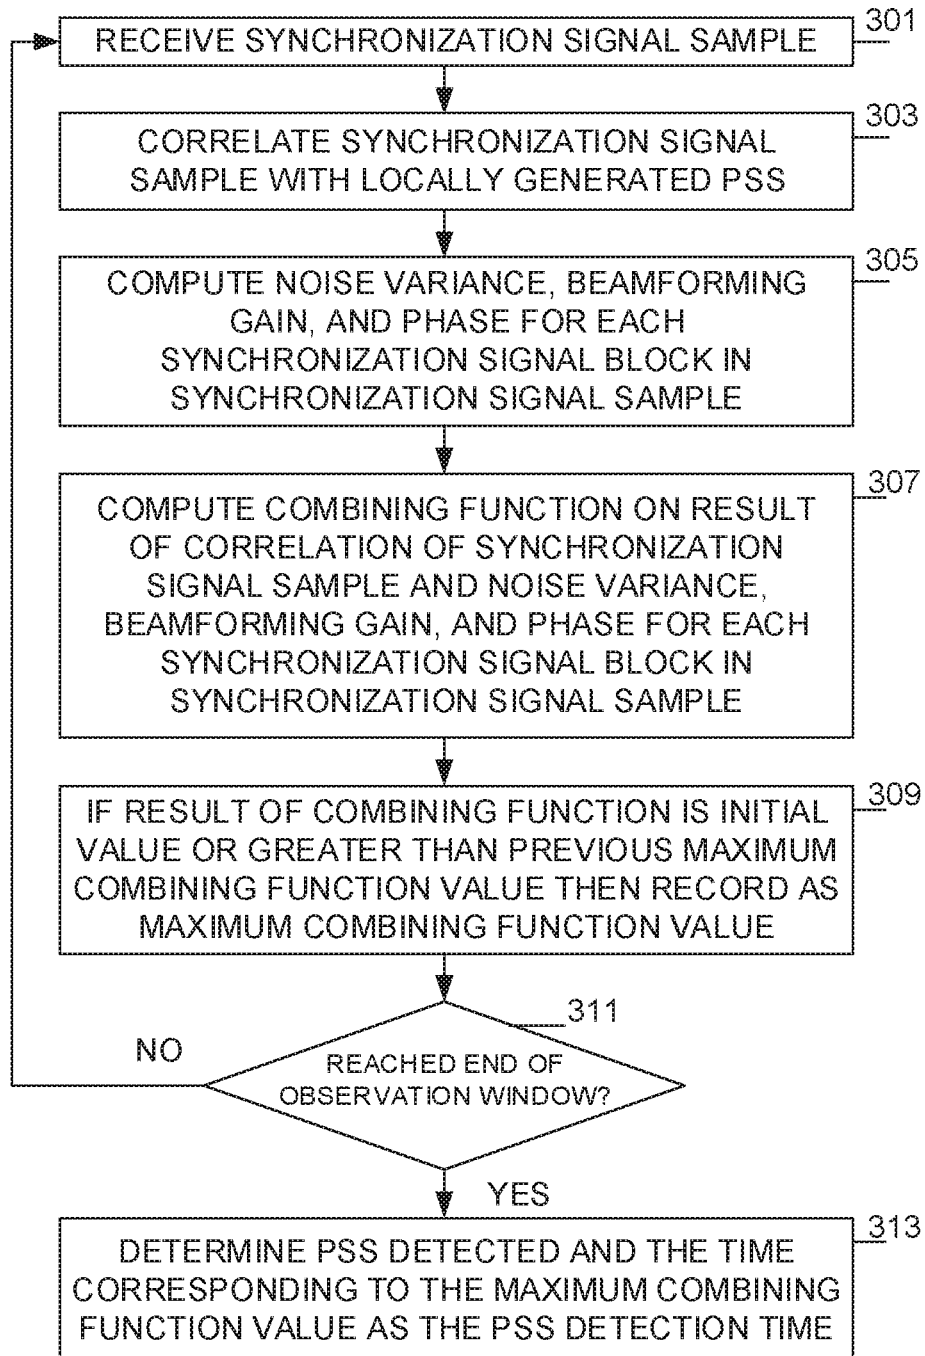 RECEIVE SYNCHRONIZATION SIGNAL SAMPLE
301
CORRELATE SYNCHRONIZATION SIGNAL
SAMPLE WITH LOCALLY GENERATED PSS
303
COMPUTE NOISE VARIANCE, BEAMFORMING
GAIN, AND PHASE FOR EACH
SYNCHRONIZATION SIGNAL BLOCK IN
SYNCHRONIZATION SIGNAL SAMPLE
305
COMPUTE COMBINING FUNCTION ON RESULT
OF CORRELATION OF SYNCHRONIZATION
SIGNAL SAMPLE AND NOISE VARIANCE,
BEAMFORMING GAIN, AND PHASE FOR EACH
SYNCHRONIZATION SIGNAL BLOCK IN
SYNCHRONIZATION SIGNAL SAMPLE
307
IF RESULT OF COMBINING FUNCTION IS INITIAL
VALUE OR GREATER THAN PREVIOUS MAXIMUM
COMBINING FUNCTION VALUE THEN RECORD AS
MAXIMUM COMBINING FUNCTION VALUE
309
311
NO
REACHED END OF
OBSERVATION WINDOW?
YES
DETERMINE PSS DETECTED AND THE TIME
CORRESPONDING TO THE MAXIMUM COMBINING
FUNCTION VALUE AS THE PSS DETECTION TIME
313